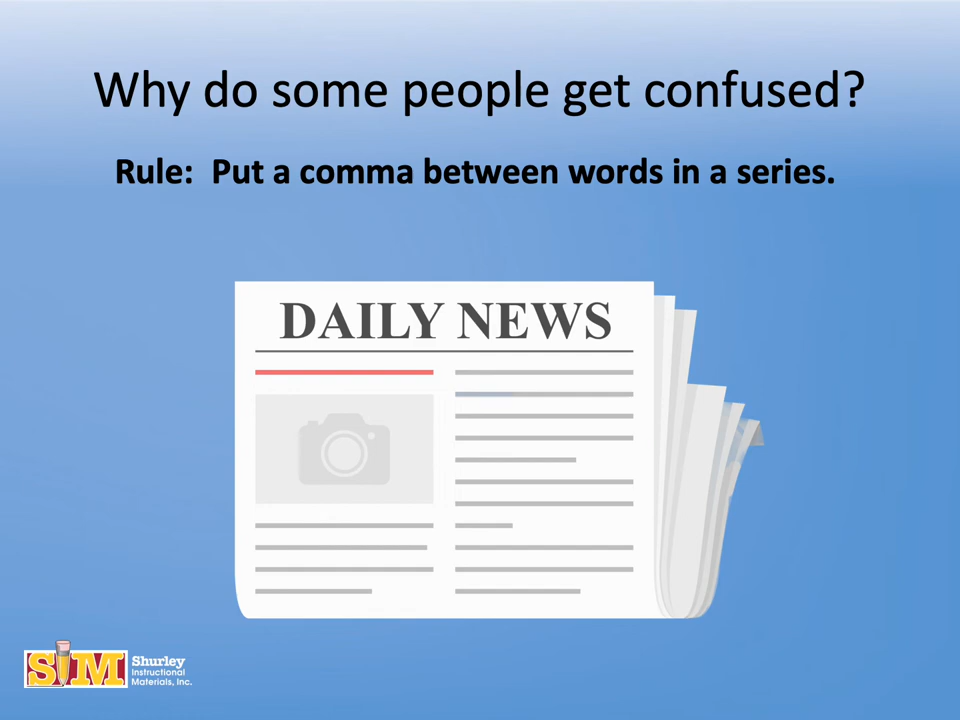 Why do some people get confused?
Rule: Put a comma between words in a series.
DAILY NEWS
SIM
Shurley
Instructional
Materials, Inc.